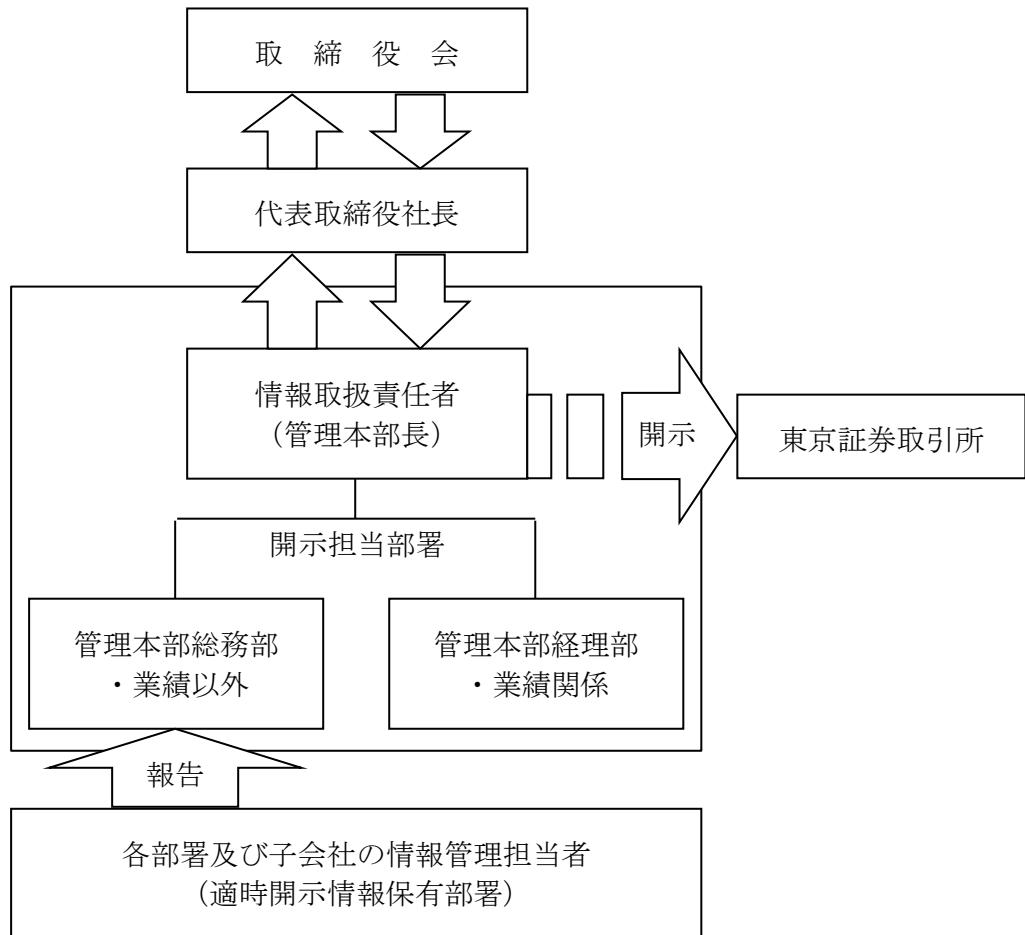 取　締　役　会
代表取締役社長
情報取扱責任者
（管理本部長）
開示
東京証券取引所
開示担当部署
管理本部総務部
・業績以外
管理本部経理部
・業績関係
報告
各部署及び子会社の情報管理担当者
（適時開示情報保有部署）